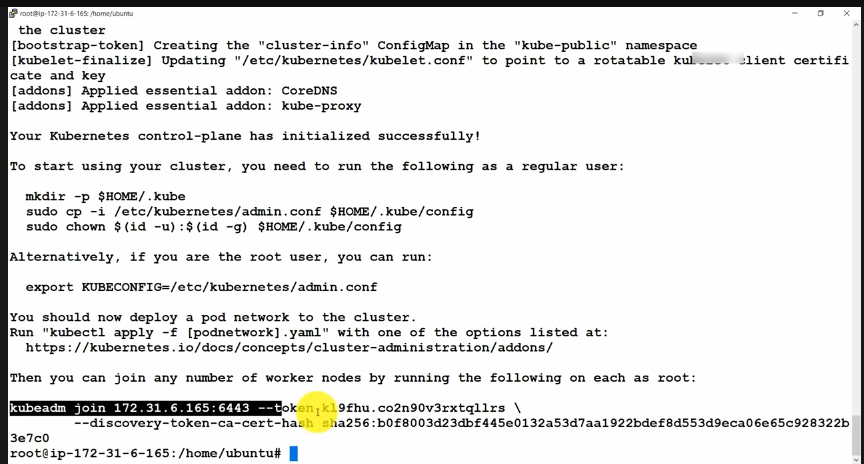 root@ip-172-31-6-165: /home/ubuntu
the cluster
[bootstrap-token] Creating the "cluster-info" ConfigMap in the "kube-public" namespace
[kubelet-finalize] Updating "/etc/kubernetes/kubelet.conf" to point to a rotatable client certifi
cate and key
[addons] Applied essential addon: CoreDNS
[addons] Applied essential addon: kube-proxy
Your Kubernetes control-plane has initialized successfully!
To start using your cluster, you need to run the following as a regular user:
mkdir -p $HOME/.kube
sudo cp -i /etc/kubernetes/admin.conf $HOME/.kube/config
sudo chown $(id -u):$(id -g) $HOME/.kube/config
Alternatively, if you are the root user, you can run:
export KUBECONFIG=/etc/kubernetes/admin.conf
You should now deploy a pod network to the cluster.
Run "kubectl apply -f [podnetwork].yaml" with one of the options listed at:
https://kubernetes.io/docs/concepts/cluster-administration/addons/
Then you can join any number of worker nodes by running the following on each as root:
kubeadm join 172.31.6.165:6443 --token \
--discovery-token-ca-cert-hash sha256:b0f8003d23dbf445e0132a53d7aa1922bdef8d553d9eca06e65c928322b
3e7c0
root@ip-172-31-6-165:/home/ubuntu#